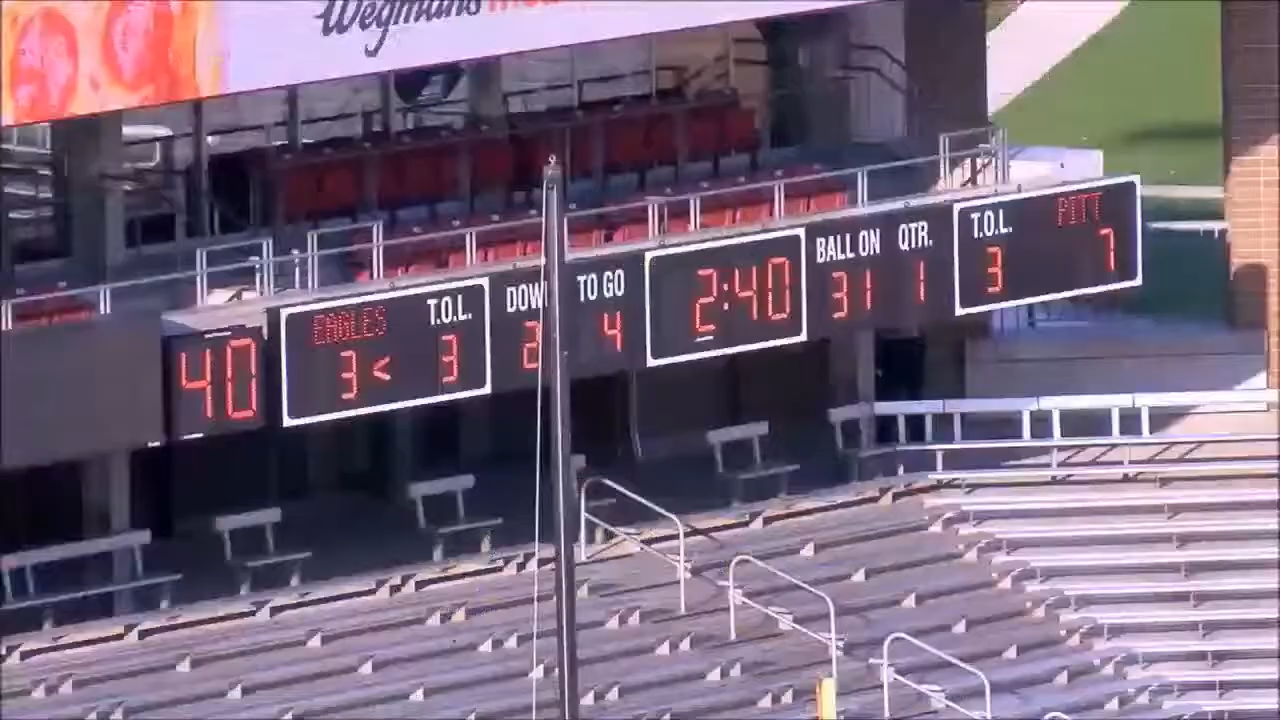 Wegmans
EAGLES T.O.L. DOWN TO GO BALL ON QTR. T.O.L. PITT
40 3 < 3 2 4 2:40 31 1 3 7